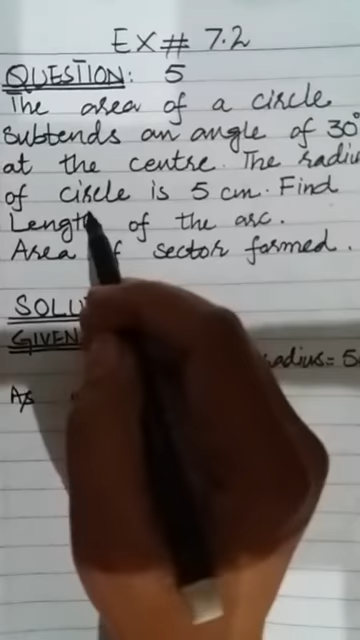 EX# 7.2
QUESTION: 5
The area of a circle
Subtends an angle of 30°
at the centre. The radius
of circle is 5 cm. Find
Length of the arc.
Area of sector formed.
GIVEN
radius = 5
As